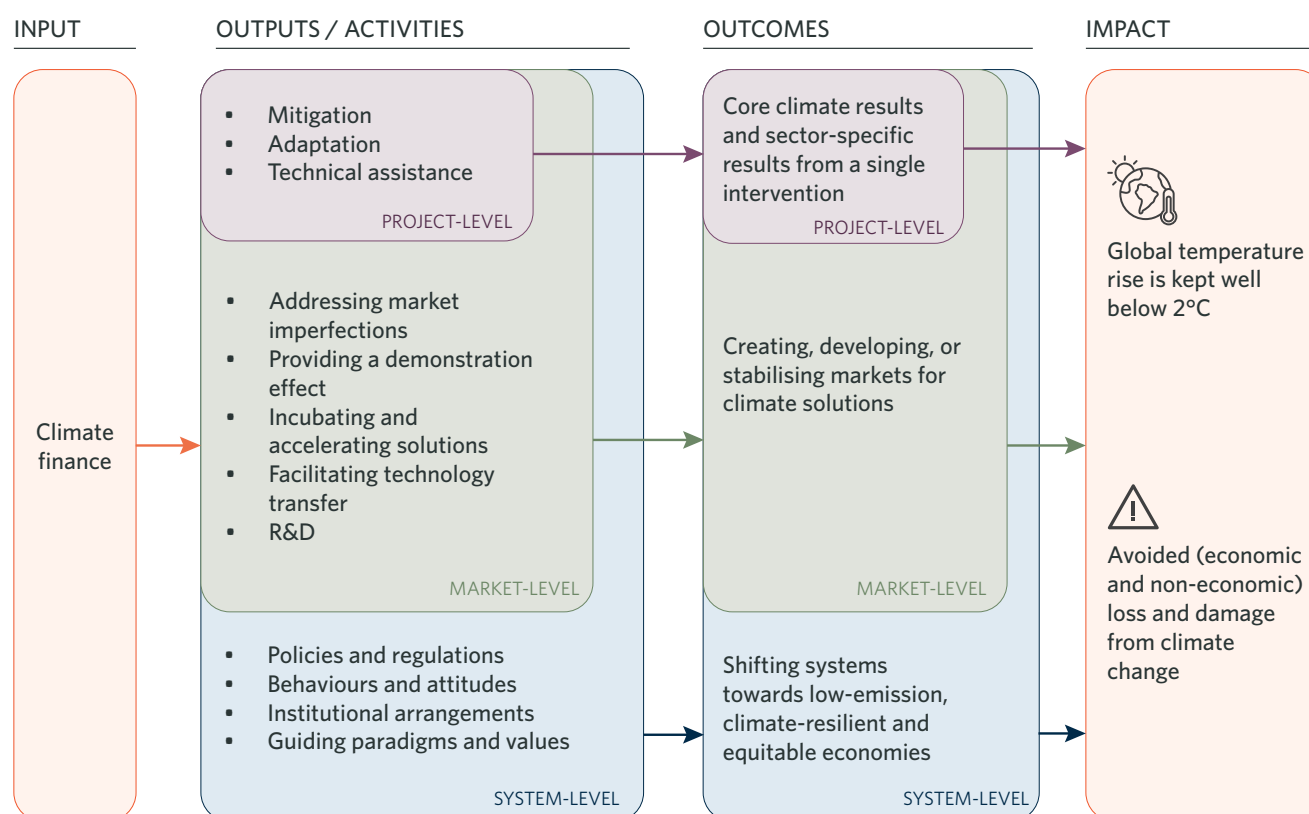 INPUT
OUTPUTS / ACTIVITIES
OUTCOMES
IMPACT
Climate
finance
▪ Mitigation
▪ Adaptation
▪ Technical assistance
PROJECT-LEVEL
▪ Addressing market
imperfections
▪ Providing a demonstration
effect
▪ Incubating and
accelerating solutions
▪ Facilitating technology
transfer
▪ R&D
MARKET-LEVEL
▪ Policies and regulations
▪ Behaviours and attitudes
▪ Institutional arrangements
▪ Guiding paradigms and values
SYSTEM-LEVEL
Core climate results
and sector-specific
results from a single
intervention
PROJECT-LEVEL
Creating, developing, or
stabilising markets for
climate solutions
MARKET-LEVEL
Shifting systems
towards low-emission,
climate-resilient and
equitable economies
SYSTEM-LEVEL
Global temperature
rise is kept well
below 2°C
Avoided (economic
and non-economic)
loss and damage
from climate
change